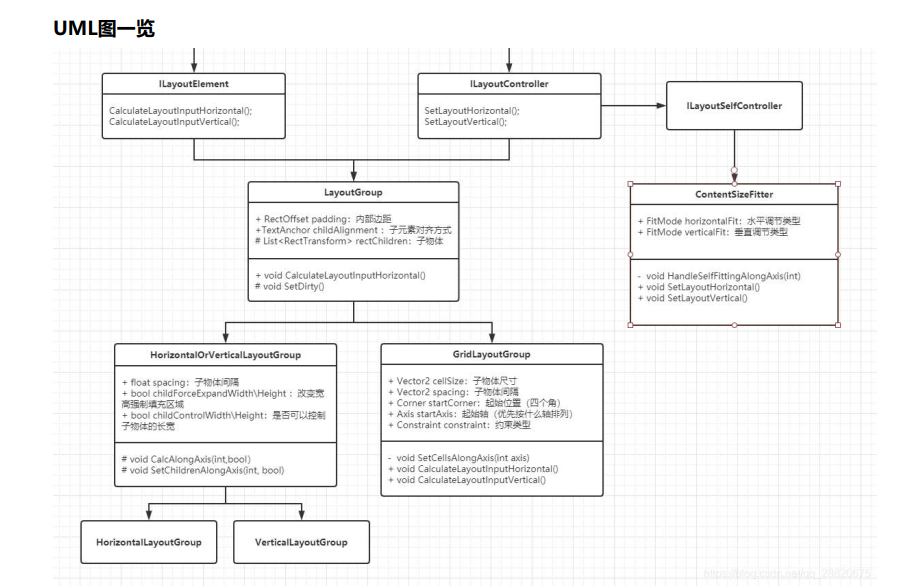 UML图一览
ILayoutElement
CalculateLayoutInputHorizontal();
CalculateLayoutInputVertical();
ILayoutController
SetLayoutHorizontal();
SetLayoutVertical();
ILayoutSelfController
LayoutGroup
+ RectOffset padding：内部边距
+TextAnchor childAlignment ：子元素对齐方式
# List<RectTransform> rectChildren：子物体
+ void CalculateLayoutInputHorizontal()
# void SetDirty()
ContentSizeFitter
+ FitMode horizontalFit：水平调节类型
+ FitMode verticalFit：垂直调节类型
- void HandleSelfFittingAlongAxis(int)
+ void SetLayoutHorizontal()
+ void SetLayoutVertical()
HorizontalOrVerticalLayoutGroup
+ float spacing：子物体间隔
+ bool childForceExpandWidth\Height ：改变宽
高强制填充区域
+ bool childControlWidth\Height：是否可以控制
子物体的长宽
# void CalcAlongAxis(int,bool)
# void SetChildrenAlongAxis(int, bool)
GridLayoutGroup
+ Vector2 cellSize：子物体尺寸
+ Vector2 spacing：子物体间隔
+ Corner startCorner：起始位置（四个角）
+ Axis startAxis：起始轴（优先按什么轴排列）
+ Constraint constraint：约束类型
- void SetCellsAlongAxis(int axis)
+ void CalculateLayoutInputHorizontal()
+ void CalculateLayoutInputVertical()
HorizontalLayoutGroup
VerticalLayoutGroup